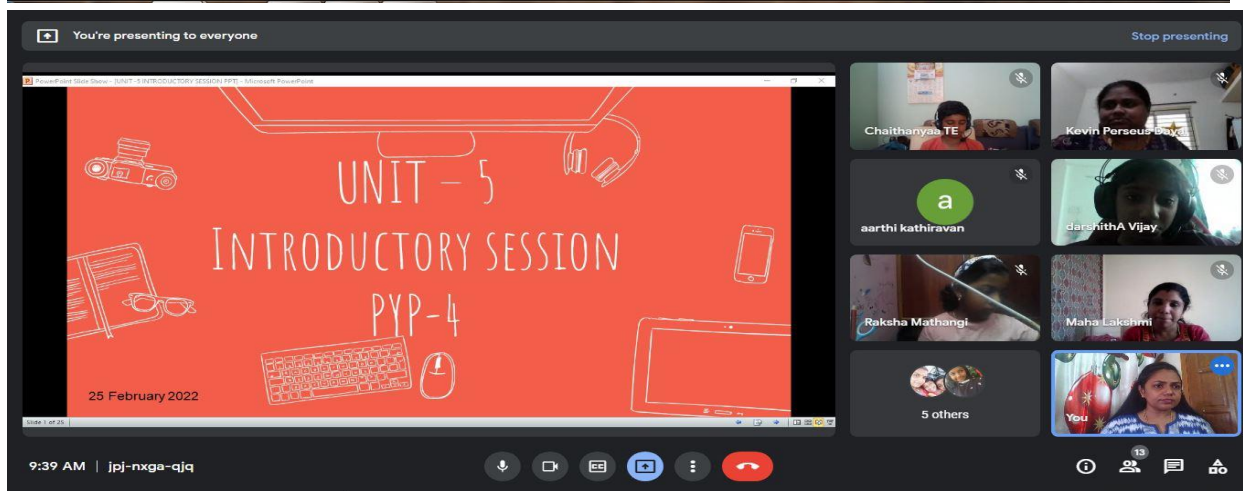 You're presenting to everyone
Stop presenting
PowerPoint Slide Show - [UNIT-5 INTRODUCTORY SESSION PPT] - Microsoft PowerPoint
UNIT – 5
INTRODUCTORY SESSION
PYP-4
25 February 2022
Slide 1 of 25
Chaithanyaa TE
Kevin Perseus Daya
a
aarthi kathiravan
darshithA Vijay
Raksha Mathangi
Maha Lakshmi
5 others
You
9:39 AM | jpj-nxga-qjq
CC
13